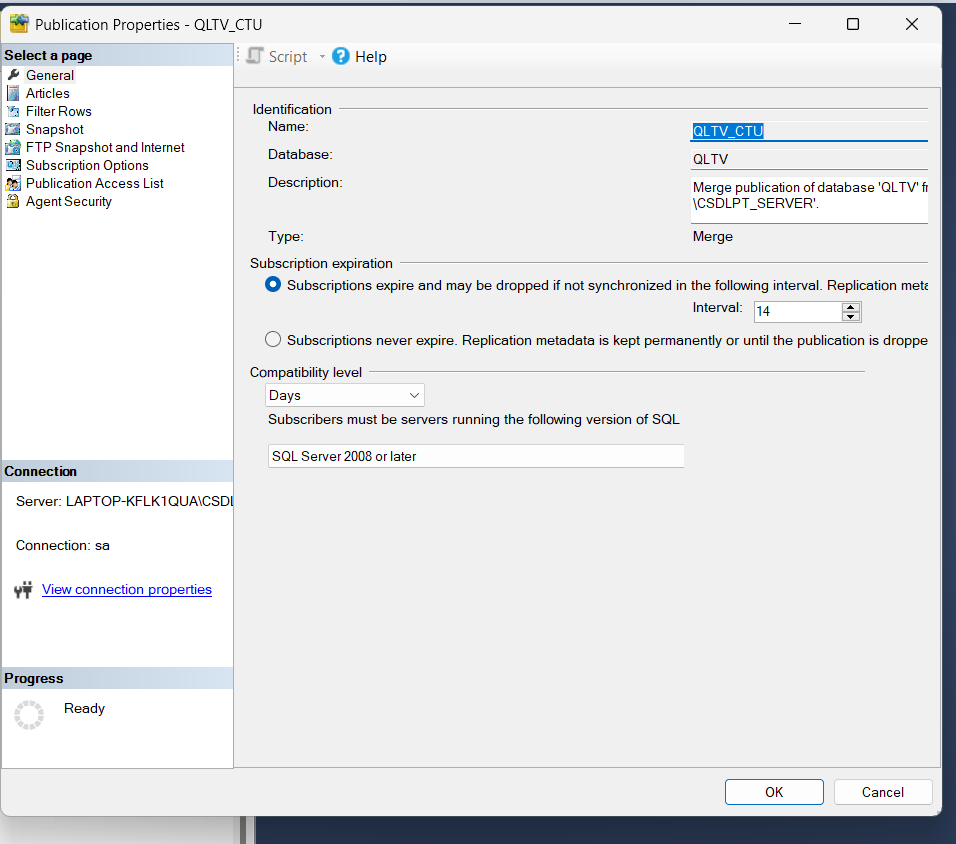 Publication Properties - QLTV_CTU
Select a page
General
Articles
Filter Rows
Snapshot
FTP Snapshot and Internet
Subscription Options
Publication Access List
Agent Security
Script
Help
Identification
Name:
QLTV_CTU
Database:
QLTV
Description:
Merge publication of database 'QLTV' fr
\CSDLPT_SERVER'.
Type:
Merge
Subscription expiration
Subscriptions expire and may be dropped if not synchronized in the following interval. Replication meta
Interval:
14
Subscriptions never expire. Replication metadata is kept permanently or until the publication is droppe
Compatibility level
Days
Subscribers must be servers running the following version of SQL
SQL Server 2008 or later
Connection
Server: LAPTOP-KFLK1QUA\CSDL
Connection: sa
View connection properties
Progress
Ready
OK
Cancel